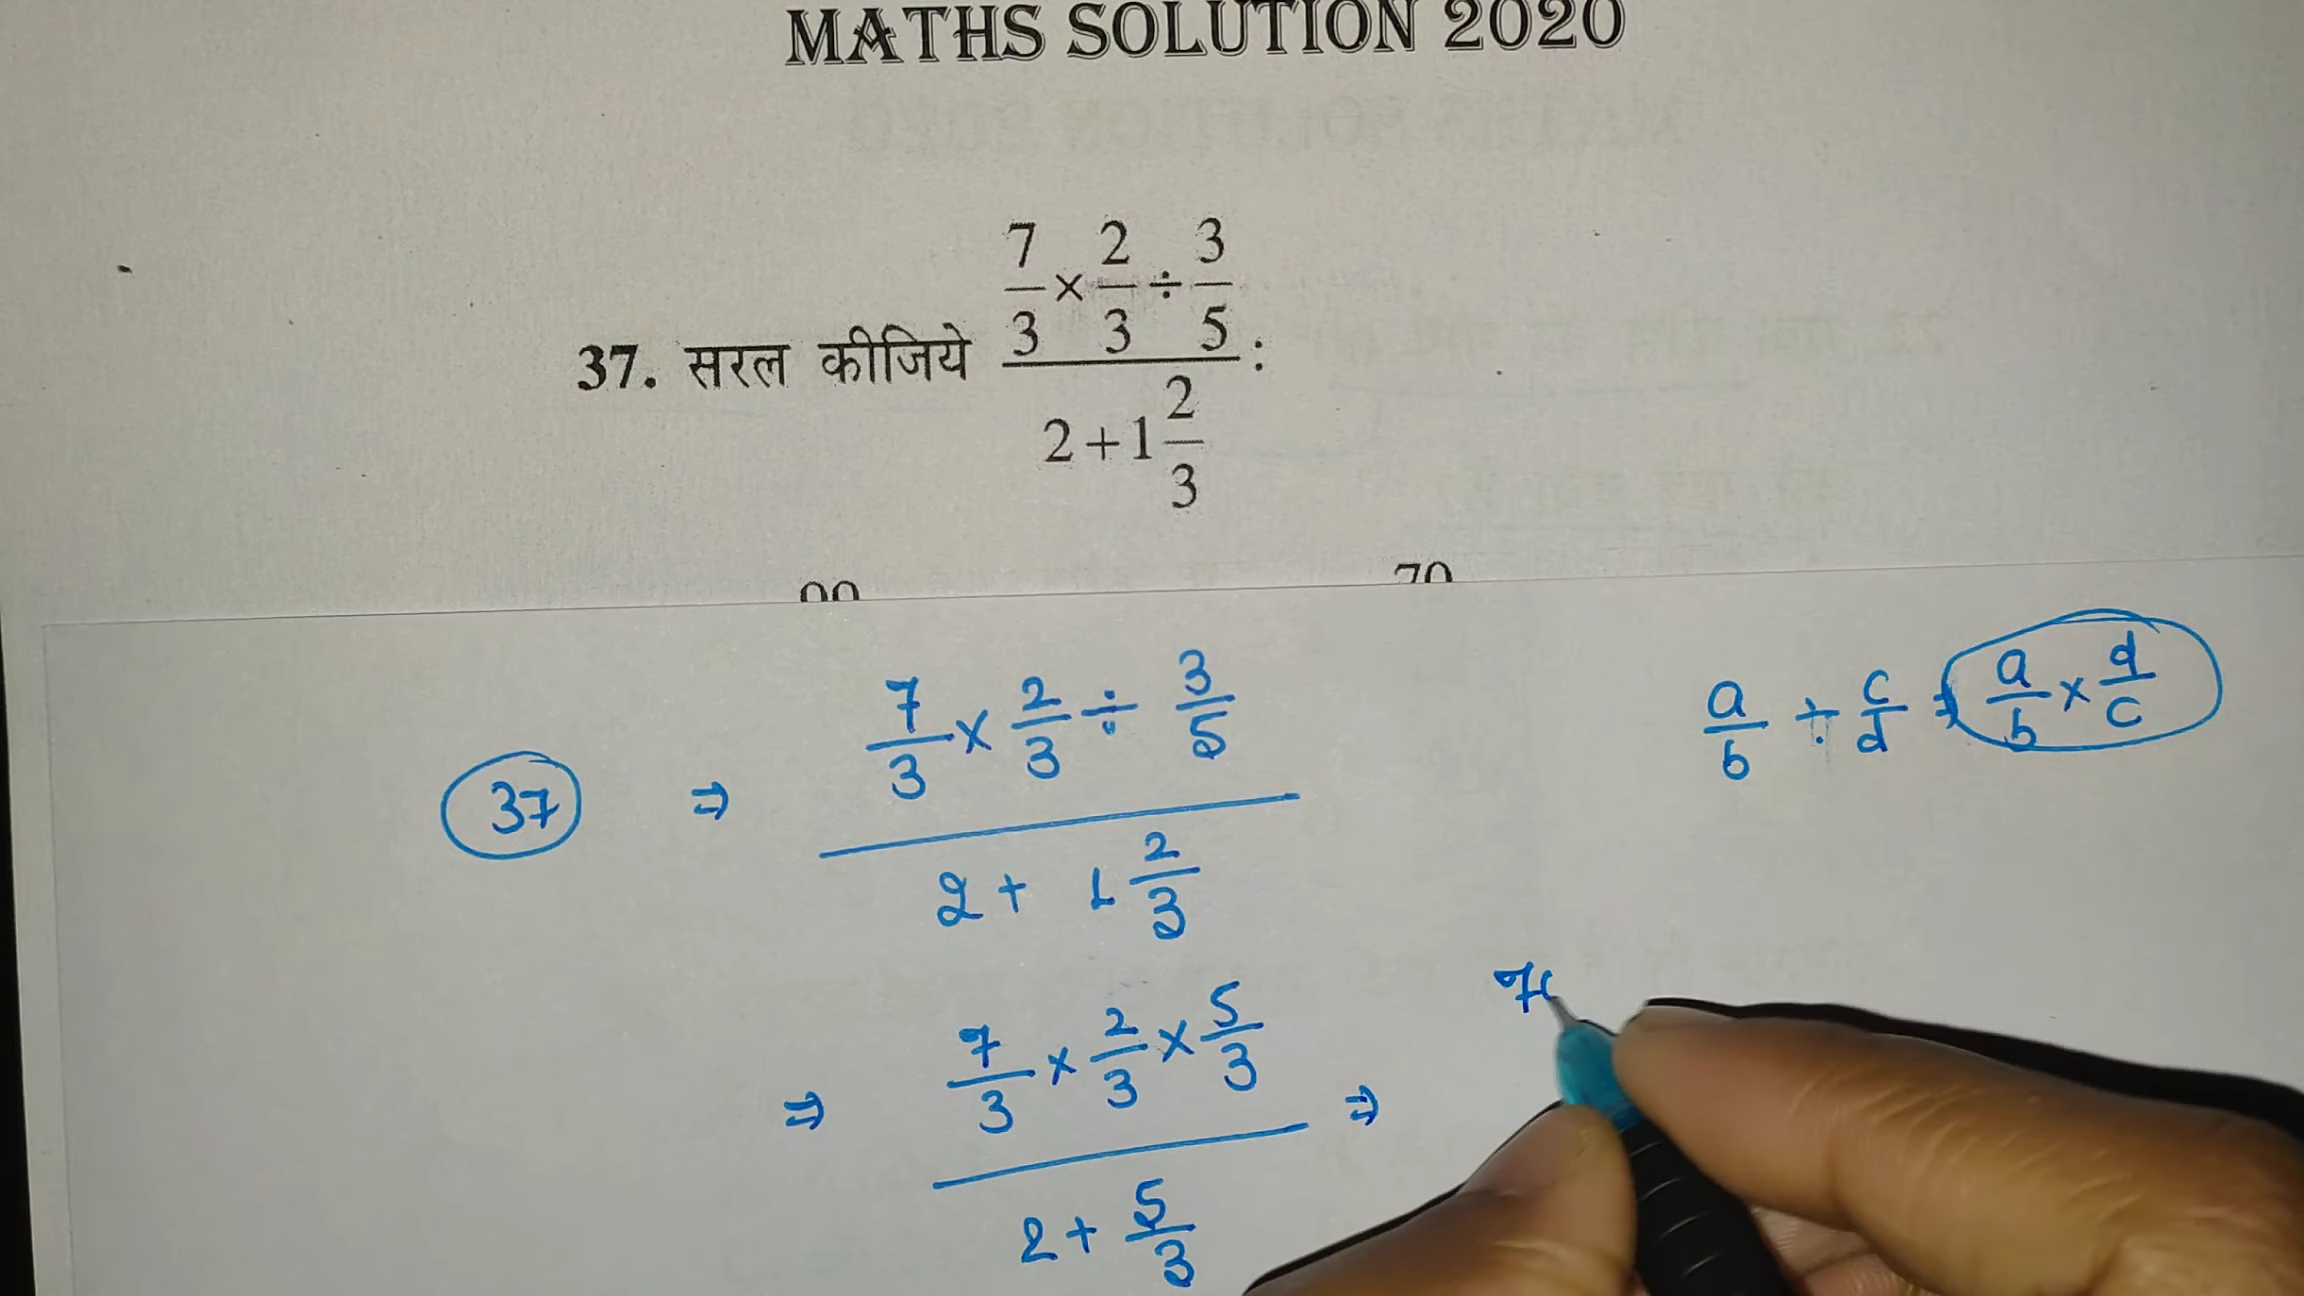 MATHS SOLUTION 2020
37. सरल कीजिये
7/3 × 2/3 ÷ 3/5
2 + 1 2/3 :
37 ⇒
7/3 × 2/3 ÷ 3/5
2 + 1 2/3
a/b ÷ c/d = a/b × d/c
⇒
7/3 × 2/3 × 5/3
2 + 5/3
⇒ 7